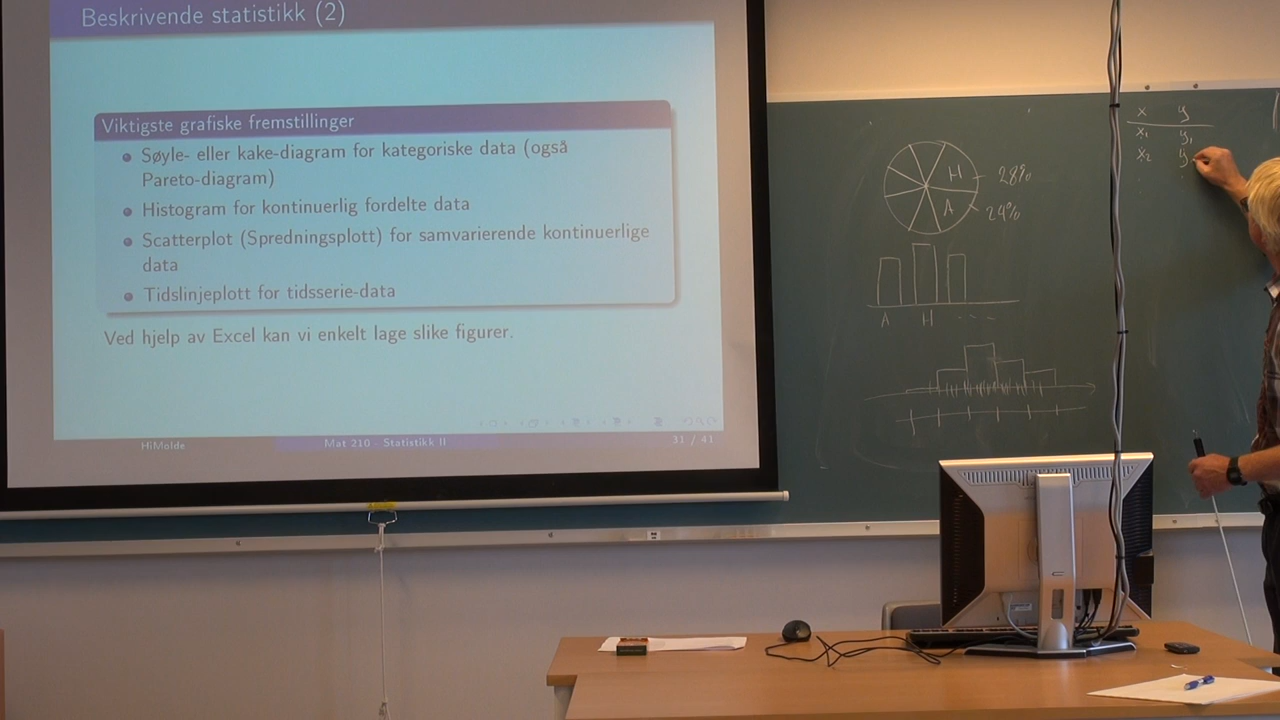 Beskrivende statistikk (2)
Viktigste grafiske fremstillinger
Søyle- eller kake-diagram for kategoriske data (også
Pareto-diagram)
Histogram for kontinuerlig fordelte data
Scatterplot (Spredningsplott) for samvarierende kontinuerlige
data
Tidslinjeplott for tidsserie-data
Ved hjelp av Excel kan vi enkelt lage slike figurer.
HiMolde Mat 210 - Statistikk II 31 / 41
H 28%
A 24%
A H ----
x y
x₁ y₁
x₂ y